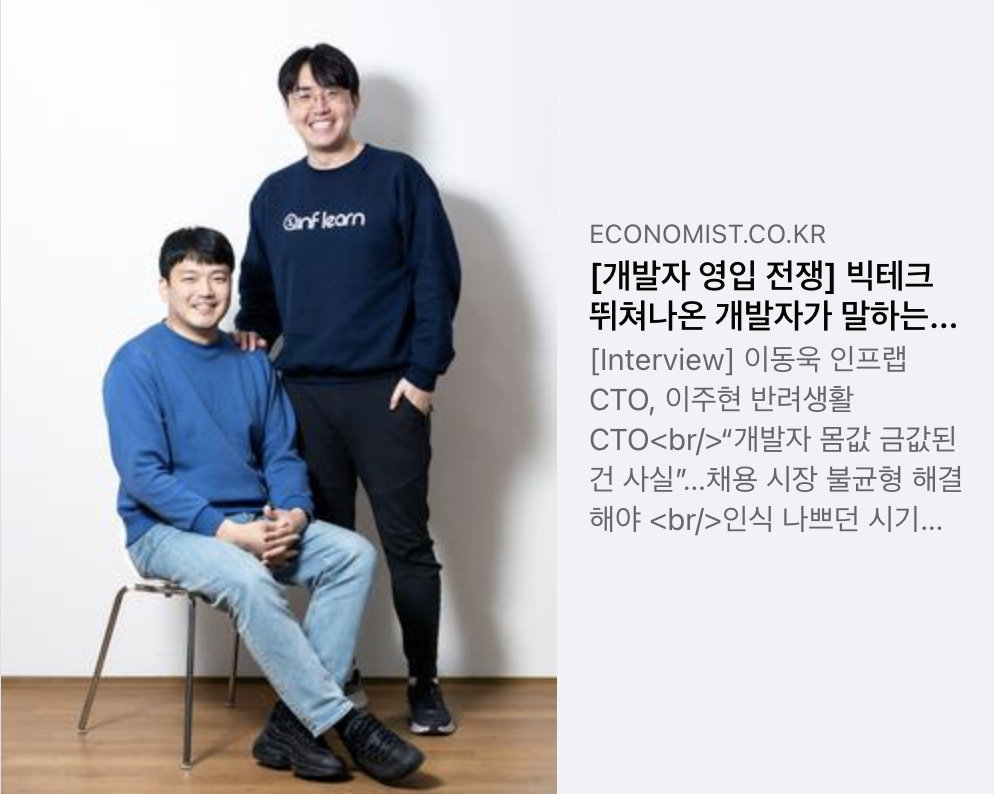 inflearn
ECONOMIST.CO.KR
[개발자 영입 전쟁] 빅테크
뛰쳐나온 개발자가 말하는...
[Interview] 이동욱 인프랩
CTO, 이주현 반려생활
CTO<br/>“개발자 몸값 금값된
건 사실”...채용 시장 불균형 해결
해야 <br/>인식 나쁘던 시기...